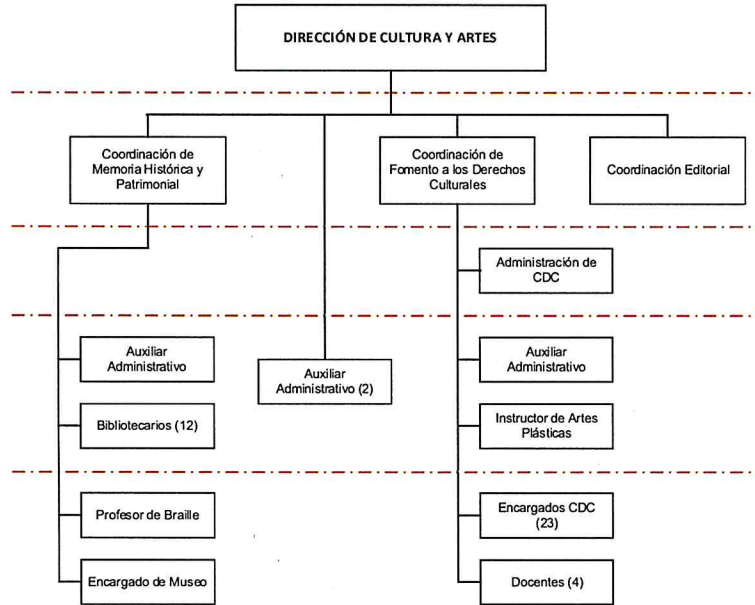 DIRECCIÓN DE CULTURA Y ARTES
Coordinación de
Memoria Histórica y
Patrimonial
Coordinación de
Fomento a los Derechos
Culturales
Coordinación Editorial
Administración de
CDC
Auxiliar
Administrativo
Auxiliar
Administrativo (2)
Auxiliar
Administrativo
Bibliotecarios (12)
Instructor de Artes
Plásticas
Profesor de Braille
Encargados CDC
(23)
Encargado de Museo
Docentes (4)